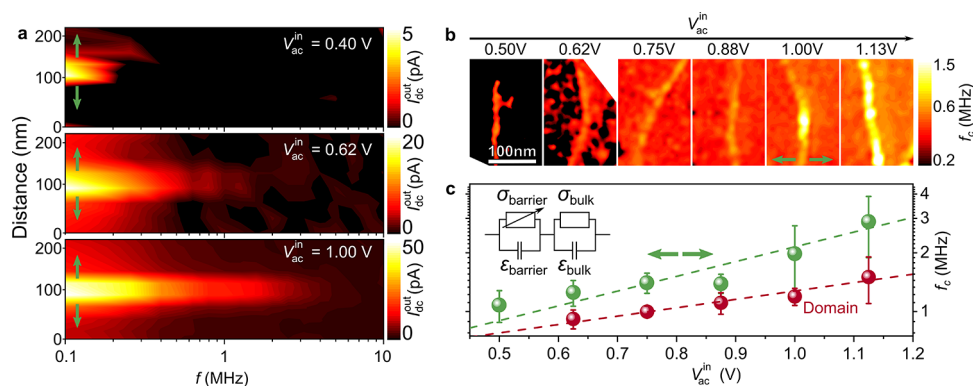 a
V_ac^in = 0.40 V
V_ac^in = 0.62 V
V_ac^in = 1.00 V
Distance (nm)
200
100
0
200
100
0
200
100
0
0.1
1
10
f (MHz)
5
0
I_dc^out (pA)
20
0
I_dc^out (pA)
50
0
I_dc^out (pA)
b
V_ac^in
0.50V 0.62V 0.75V 0.88V 1.00V 1.13V
100nm
1.5
0.6
0.2
f_c (MHz)
c
σ_barrier σ_bulk
ε_barrier ε_bulk
Domain
4
3
2
1
f_c (MHz)
0.5 0.6 0.7 0.8 0.9 1.0 1.1 1.2
V_ac^in (V)